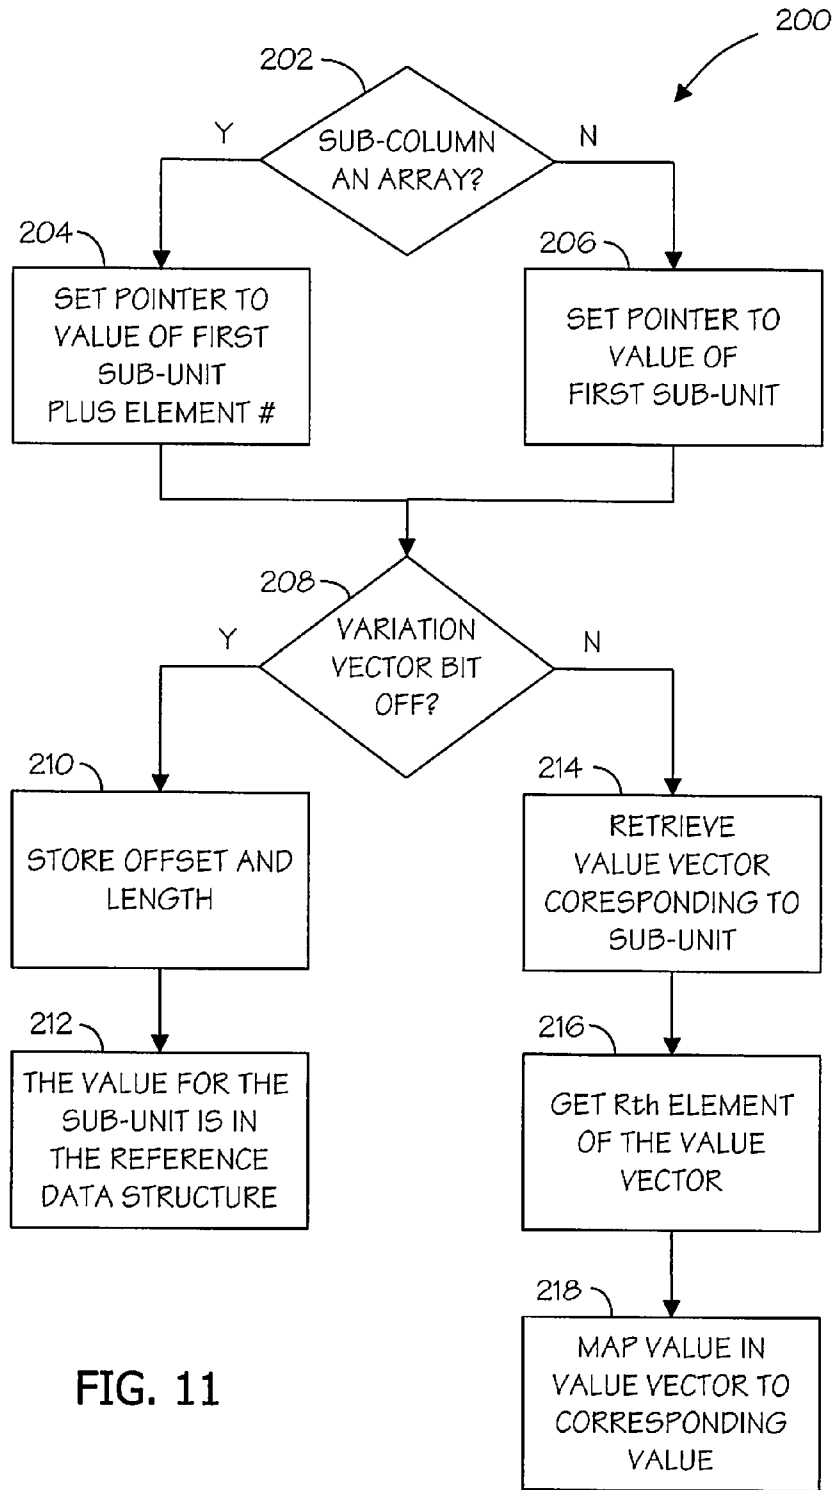 200
202
Y
SUB-COLUMN
AN ARRAY?
N
204
SET POINTER TO
VALUE OF FIRST
SUB-UNIT
PLUS ELEMENT #
206
SET POINTER TO
VALUE OF
FIRST SUB-UNIT
208
Y
VARIATION
VECTOR BIT
OFF?
N
210
STORE OFFSET AND
LENGTH
214
RETRIEVE
VALUE VECTOR
CORESPONDING TO
SUB-UNIT
212
THE VALUE FOR THE
SUB-UNIT IS IN
THE REFERENCE
DATA STRUCTURE
216
GET Rth ELEMENT
OF THE VALUE
VECTOR
218
MAP VALUE IN
VALUE VECTOR TO
CORRESPONDING
VALUE
FIG. 11